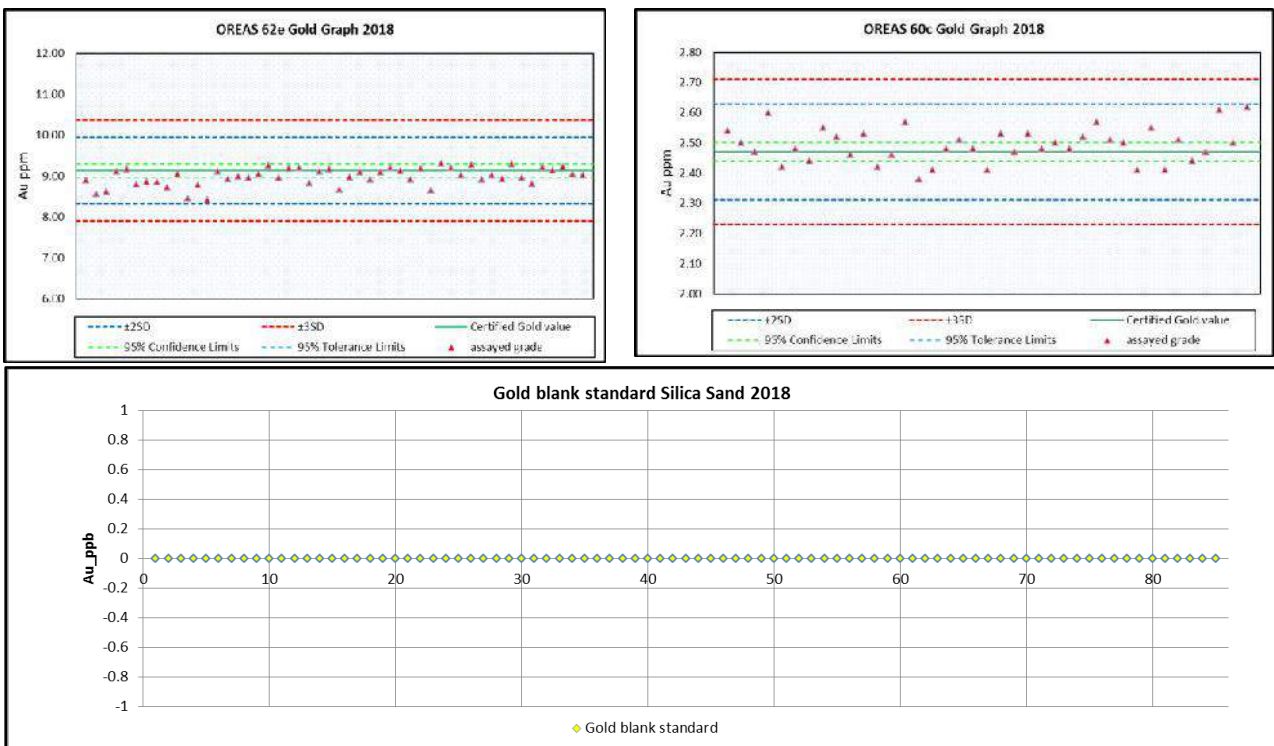 OREAS 62e Gold Graph 2018
12.00
11.00
10.00
9.00
8.00
7.00
6.00
Au ppm
±2SD
±3SD
Certified Gold value
95% Confidence Limits
95% Tolerance Limits
assayed grade
OREAS 60c Gold Graph 2018
2.80
2.70
2.60
2.50
2.40
2.30
2.20
2.10
2.00
Au ppm
±2SD
±3SD
Certified Gold value
95% Confidence Limits
95% Tolerance Limits
assayed grade
Gold blank standard Silica Sand 2018
1
0.8
0.6
0.4
0.2
0
-0.2
-0.4
-0.6
-0.8
-1
Au_ppb
0 10 20 30 40 50 60 70 80
Gold blank standard